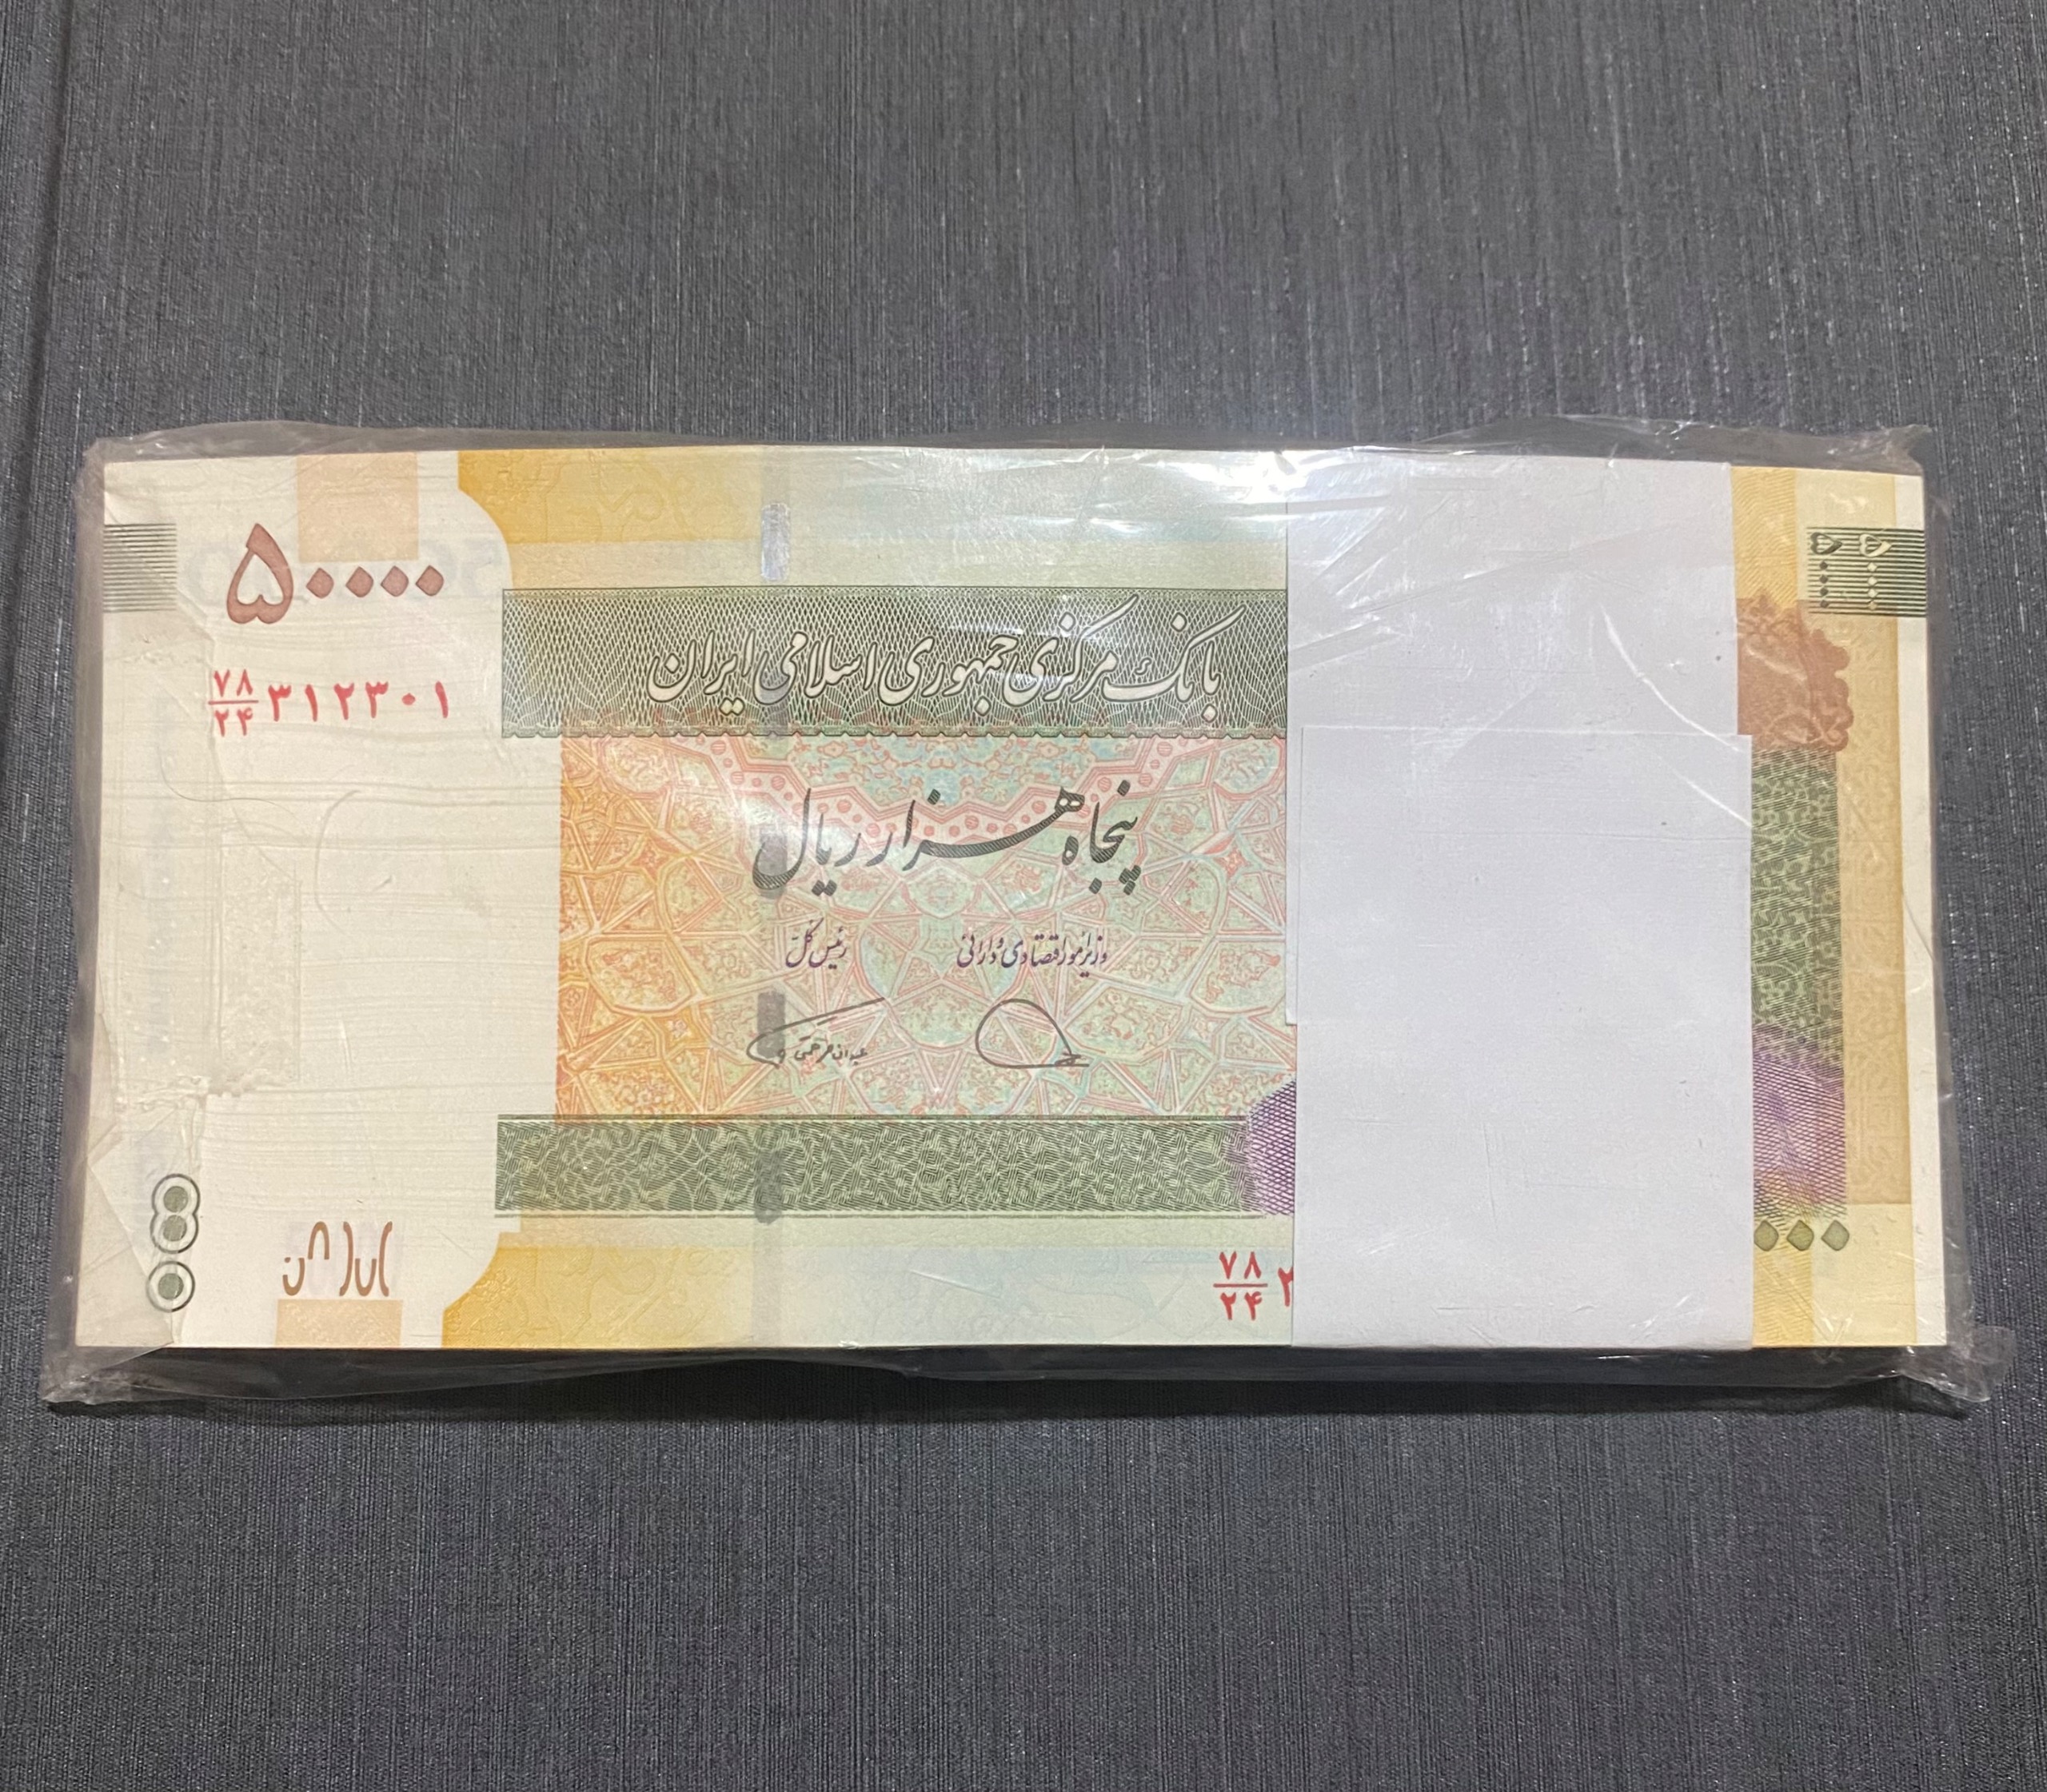 ۵۰۰۰۰
بانک مرکزی جمهوری اسلامی ایران
۷۸/۲۴ ۳۱۲۳۰۱
پنجاه هزار ریال
وزیر امور اقتصادی و دارائی
رئیس کل
۷۸/۲۴